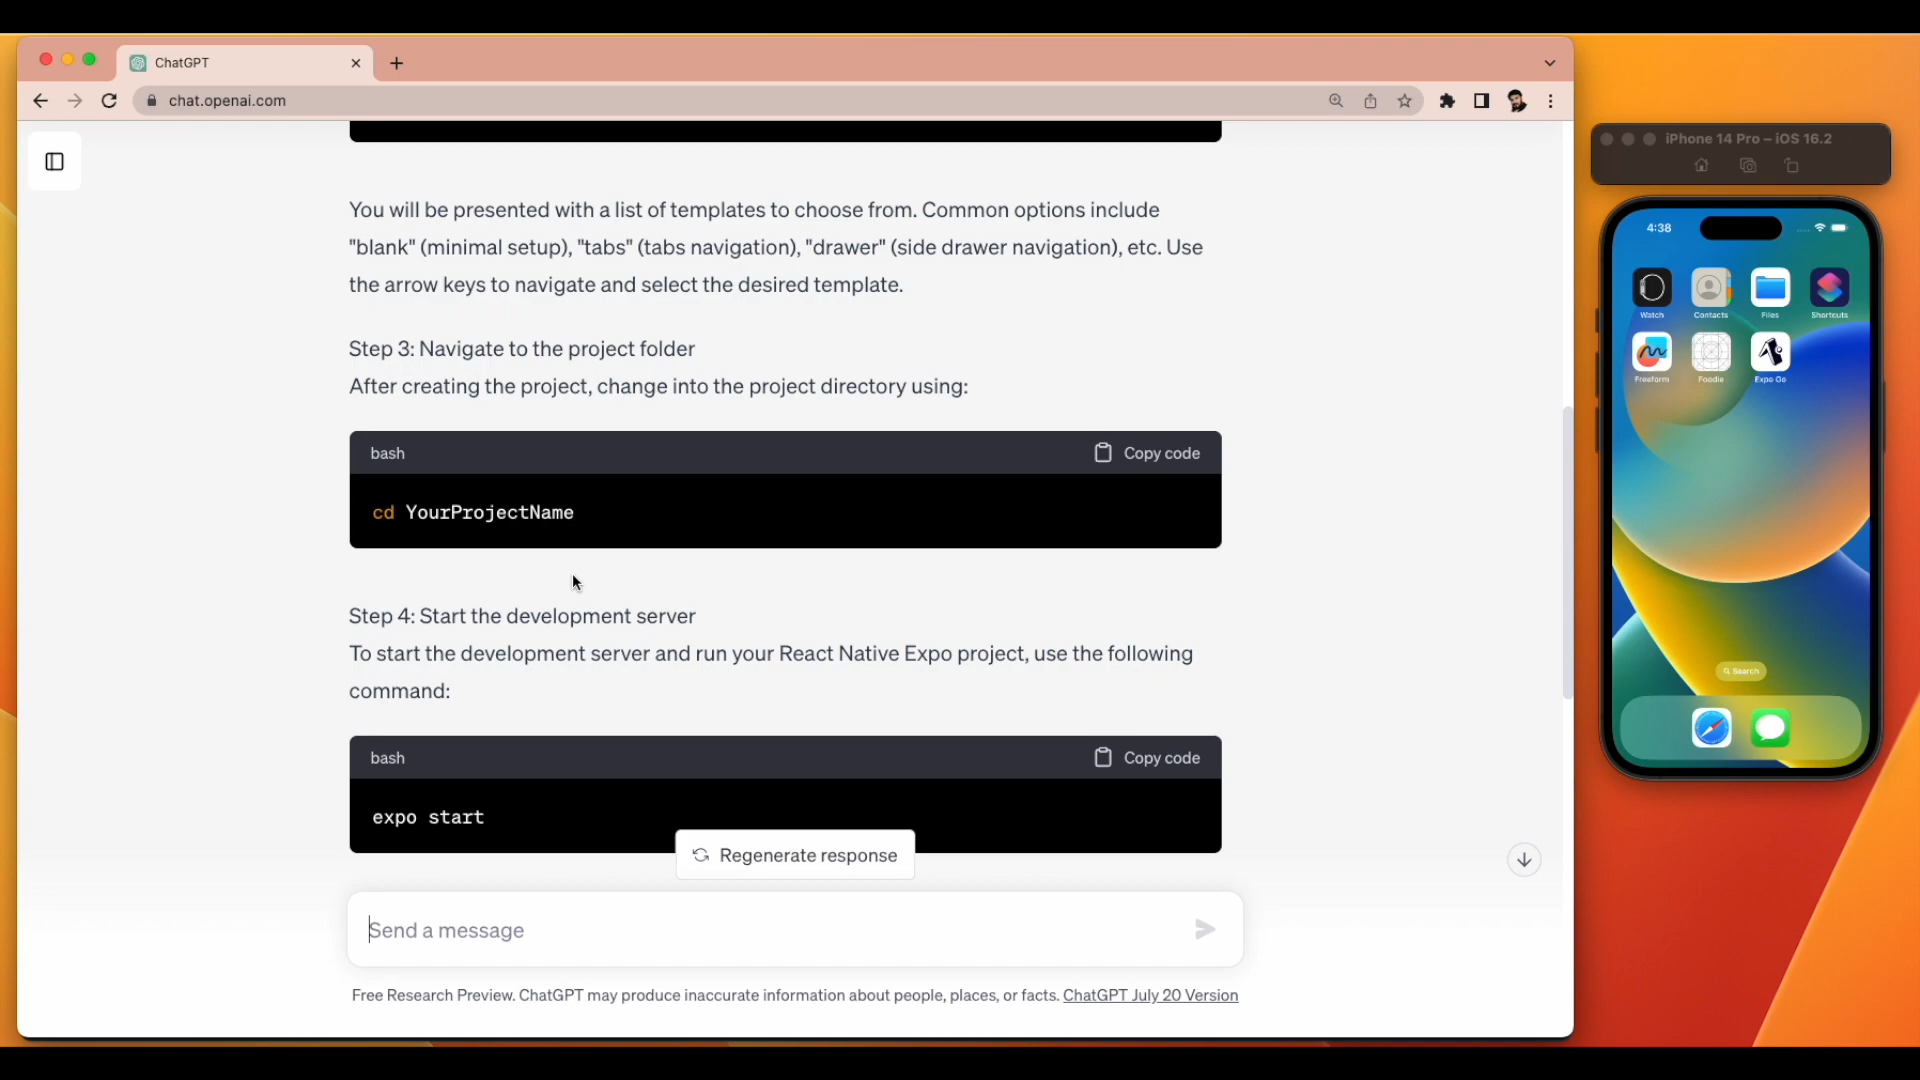 ChatGPT
chat.openai.com
You will be presented with a list of templates to choose from. Common options include
"blank" (minimal setup), "tabs" (tabs navigation), "drawer" (side drawer navigation), etc. Use
the arrow keys to navigate and select the desired template.
Step 3: Navigate to the project folder
After creating the project, change into the project directory using:
bash
Copy code
cd YourProjectName
Step 4: Start the development server
To start the development server and run your React Native Expo project, use the following
command:
bash
Copy code
expo start
Regenerate response
Send a message
Free Research Preview. ChatGPT may produce inaccurate information about people, places, or facts. ChatGPT July 20 Version
iPhone 14 Pro – iOS 16.2
4:38
Watch Contacts Files Shortcuts
Freeform Foodie Expo Go
Search